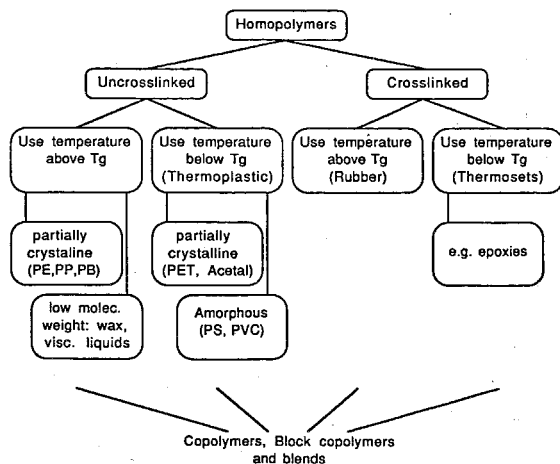 Homopolymers
Uncrosslinked
Crosslinked
Use temperature
above Tg
Use temperature
below Tg
(Thermoplastic)
Use temperature
above Tg
(Rubber)
Use temperature
below Tg
(Thermosets)
partially
crystaline
(PE,PP,PB)
partially
crystalline
(PET, Acetal)
e.g. epoxies
low molec.
weight: wax,
visc. liquids
Amorphous
(PS, PVC)
Copolymers, Block copolymers
and blends